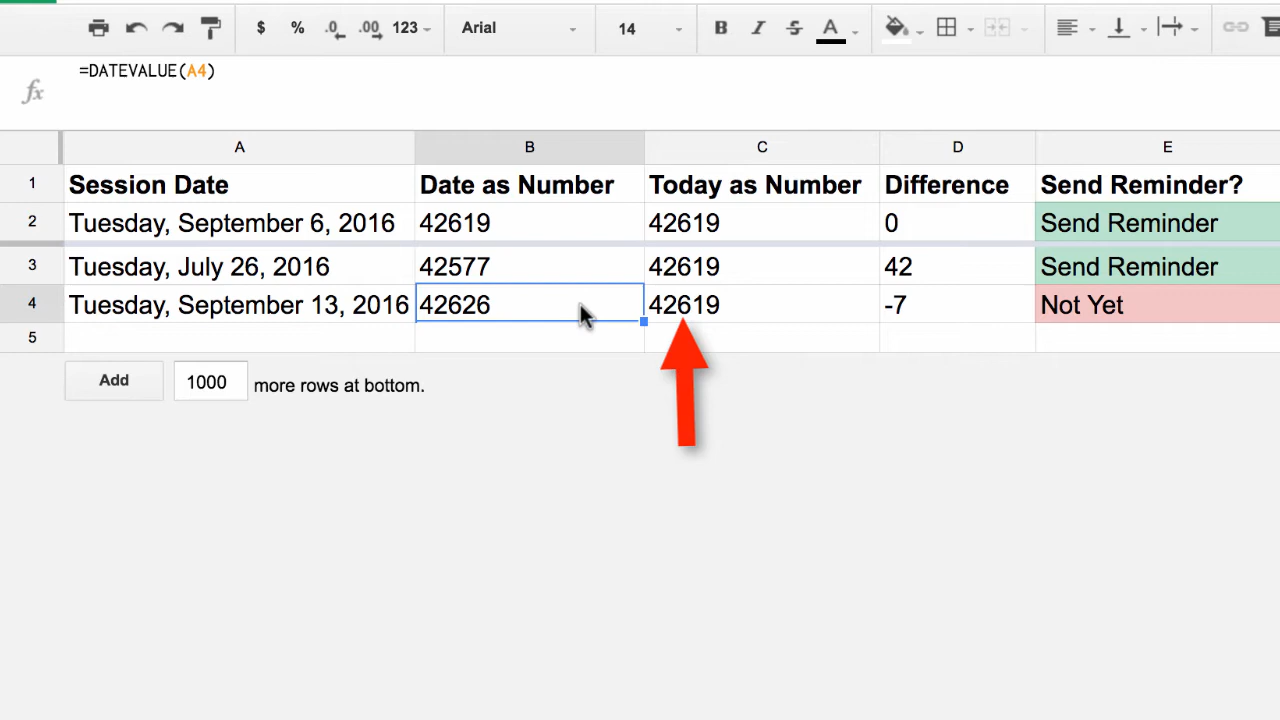 $ % .0 .00 123 Arial 14 B I S A
fx =DATEVALUE(A4)
A B C D E
1 Session Date Date as Number Today as Number Difference Send Reminder?
2 Tuesday, September 6, 2016 42619 42619 0 Send Reminder
3 Tuesday, July 26, 2016 42577 42619 42 Send Reminder
4 Tuesday, September 13, 2016 42626 42619 -7 Not Yet
5
Add 1000 more rows at bottom.